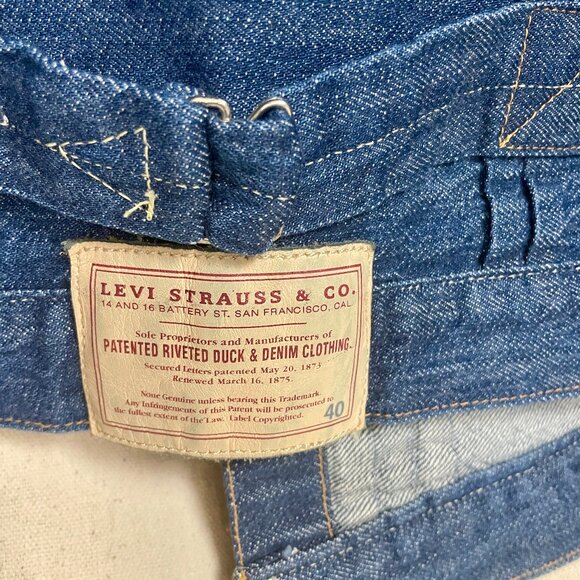 LEVI STRAUSS & CO.
14 AND 16 BATTERY ST. SAN FRANCISCO, CAL.
Sole Proprietors and Manufacturers of
PATENTED RIVETED DUCK & DENIM CLOTHING.
Secured Letters patented May 20, 1873
Renewed March 16, 1875.
None Genuine unless bearing this Trademark.
Any Infringements of this Patent will be prosecuted to
the fullest extent of the Law. Label Copyrighted.
40